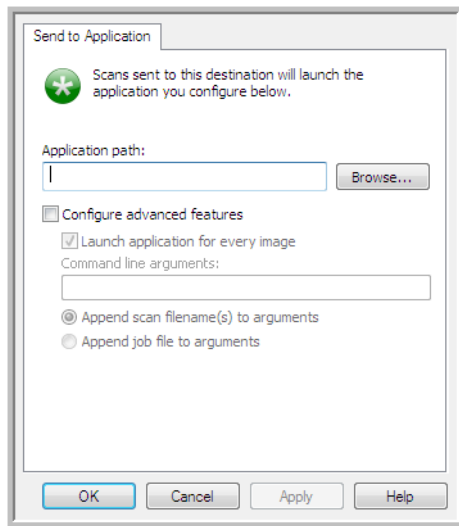 Send to Application
Scans sent to this destination will launch the
application you configure below.
Application path:
Browse...
Configure advanced features
Launch application for every image
Command line arguments:
Append scan filename(s) to arguments
Append job file to arguments
OK Cancel Apply Help